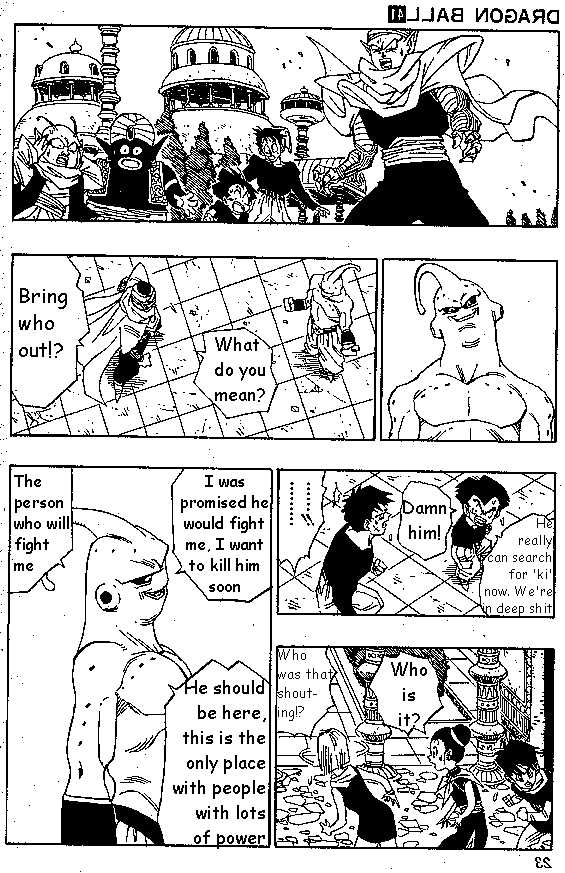 DRAGON BALL 41
Bring
who
out!?
What
do you
mean?
The
person
who will
fight
me
I was
promised he
would fight
me, I want
to kill him
soon
He should
be here,
this is the
only place
with people
with lots
of power
Damn
him!
He
really
can search
for 'ki'
now. We're
in deep shit
Who
was that
shout-
ing!?
Who
is
it?
23